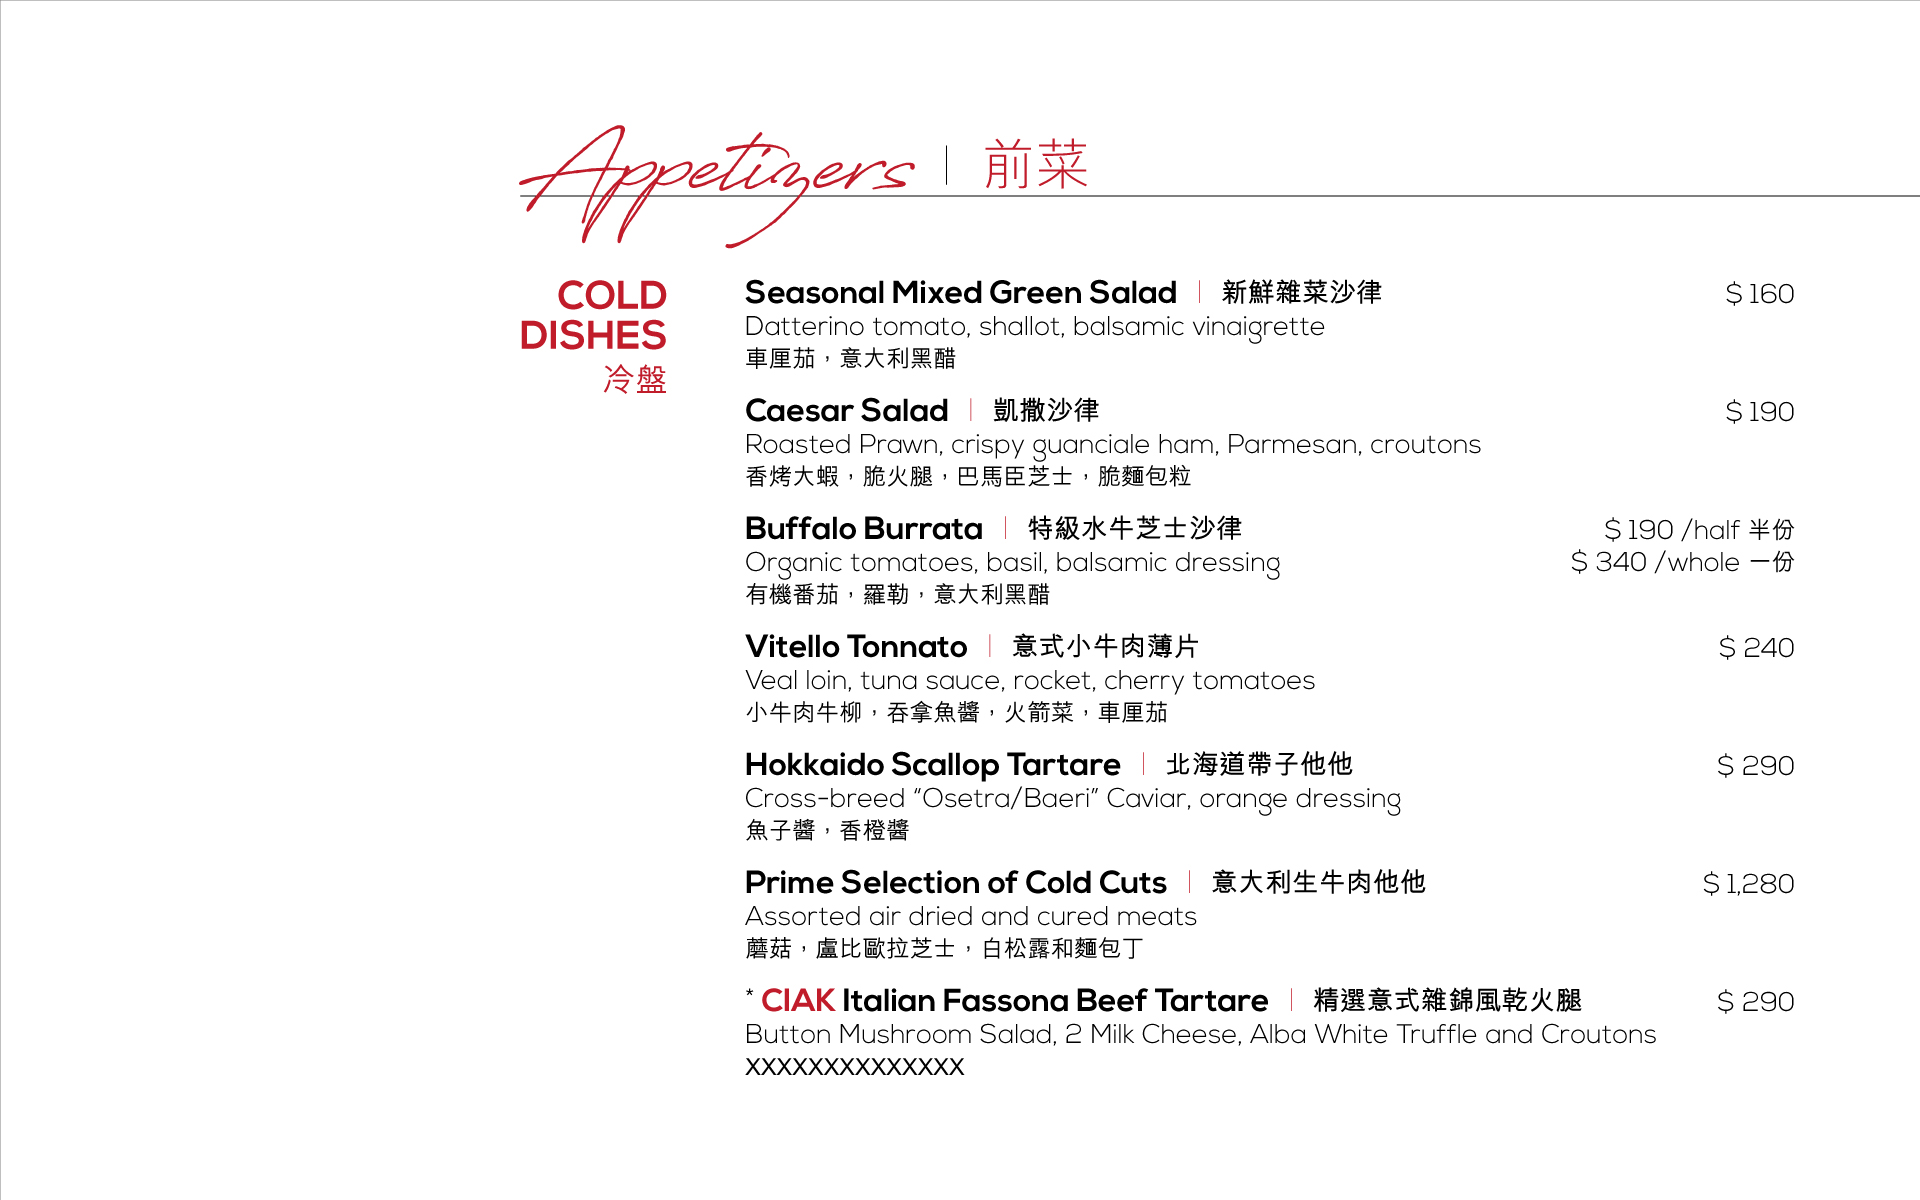 Appetizers | 前菜
COLD
DISHES
冷盤
Seasonal Mixed Green Salad | 新鮮雜菜沙律 $ 160
Datterino tomato, shallot, balsamic vinaigrette
車厘茄，意大利黑醋
Caesar Salad | 凱撒沙律 $ 190
Roasted Prawn, crispy guanciale ham, Parmesan, croutons
香烤大蝦，脆火腿，巴馬臣芝士，脆麵包粒
Buffalo Burrata | 特級水牛芝士沙律 $ 190 /half 半份
Organic tomatoes, basil, balsamic dressing $ 340 /whole 一份
有機番茄，羅勒，意大利黑醋
Vitello Tonnato | 意式小牛肉薄片 $ 240
Veal loin, tuna sauce, rocket, cherry tomatoes
小牛肉牛柳，吞拿魚醬，火箭菜，車厘茄
Hokkaido Scallop Tartare | 北海道帶子他他 $ 290
Cross-breed “Osetra/Baeri” Caviar, orange dressing
魚子醬，香橙醬
Prime Selection of Cold Cuts | 意大利生牛肉他他 $ 1,280
Assorted air dried and cured meats
蘑菇，盧比歐拉芝士，白松露和麵包丁
* CIAK Italian Fassona Beef Tartare | 精選意式雜錦風乾火腿 $ 290
Button Mushroom Salad, 2 Milk Cheese, Alba White Truffle and Croutons
XXXXXXXXXXXXXX